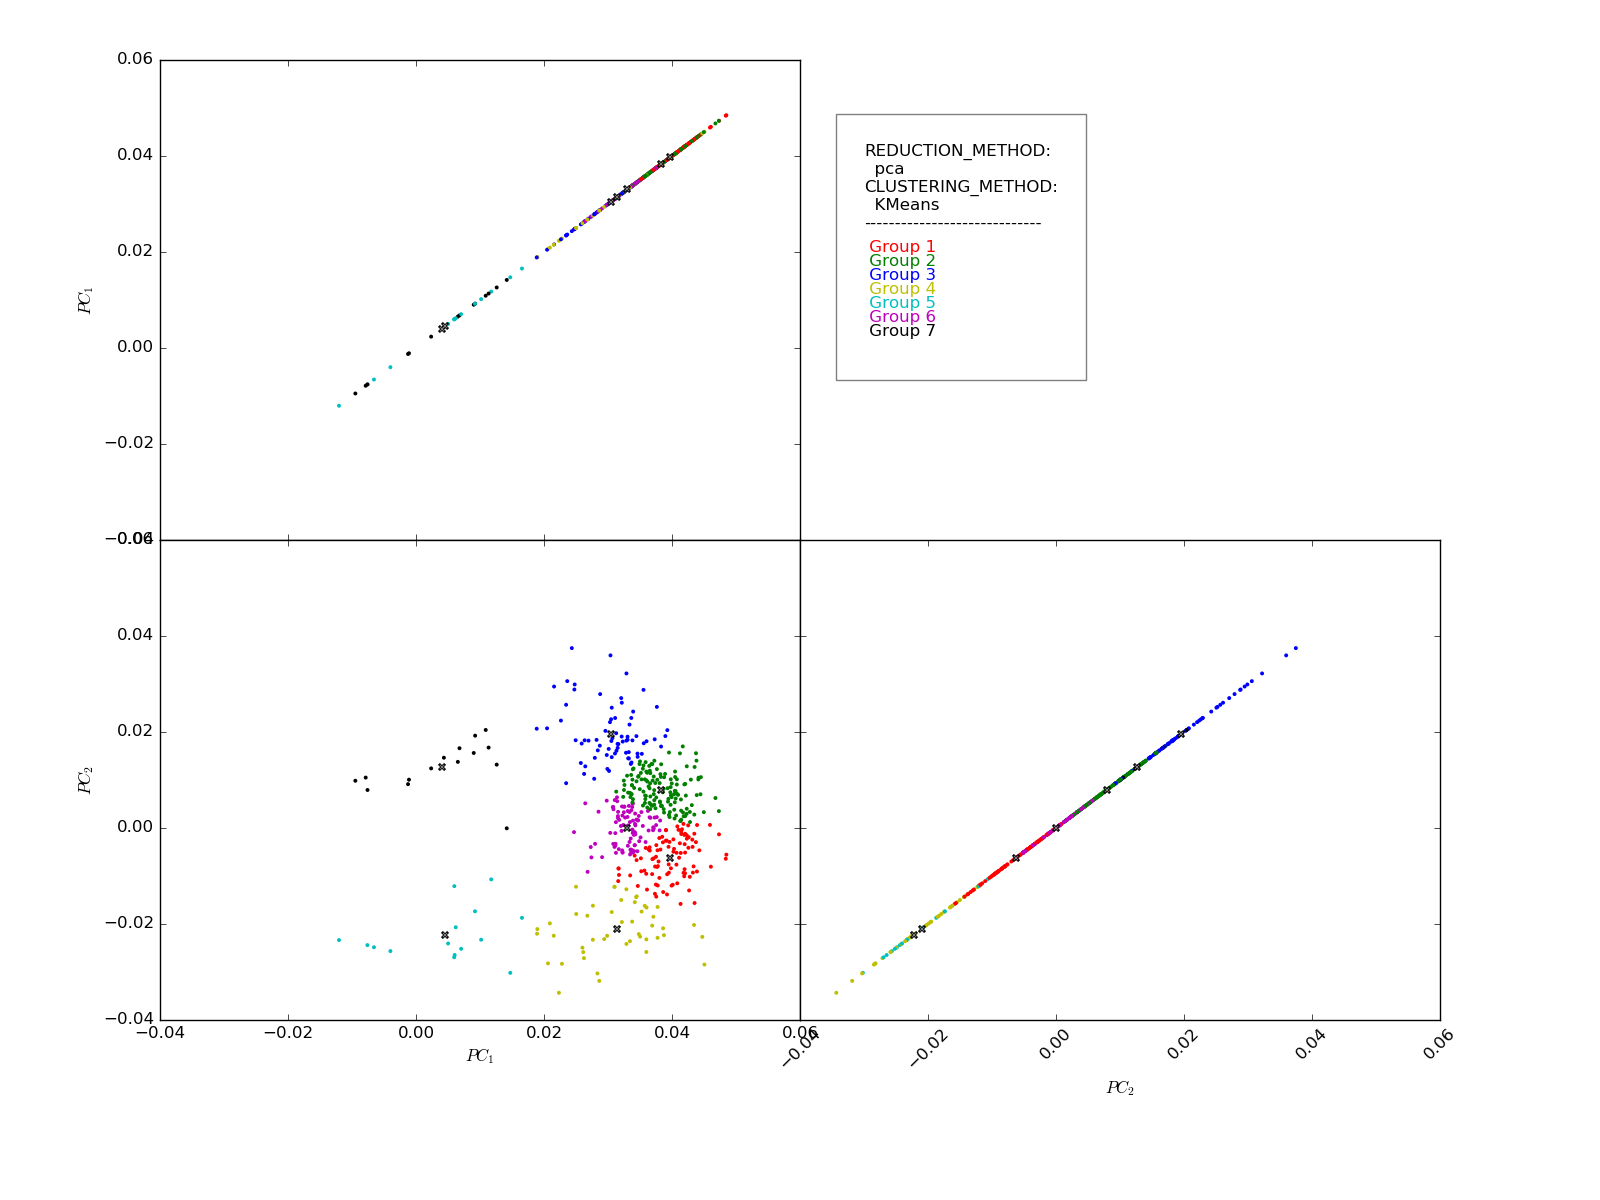 0.06
0.04
0.02
0.00
−0.02
PC1
REDUCTION_METHOD:
pca
CLUSTERING_METHOD:
KMeans
------------------------------
Group 1
Group 2
Group 3
Group 4
Group 5
Group 6
Group 7
0.04
0.02
0.00
−0.02
−0.04
PC2
−0.04
−0.02
0.00
0.02
0.04
0.06
PC1
−0.04
−0.02
0.00
0.02
0.04
0.06
PC2